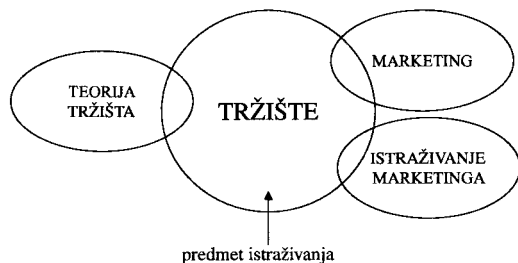 TEORIJA
TRŽIŠTA
TRŽIŠTE
MARKETING
ISTRAŽIVANJE
MARKETINGA
predmet istraživanja